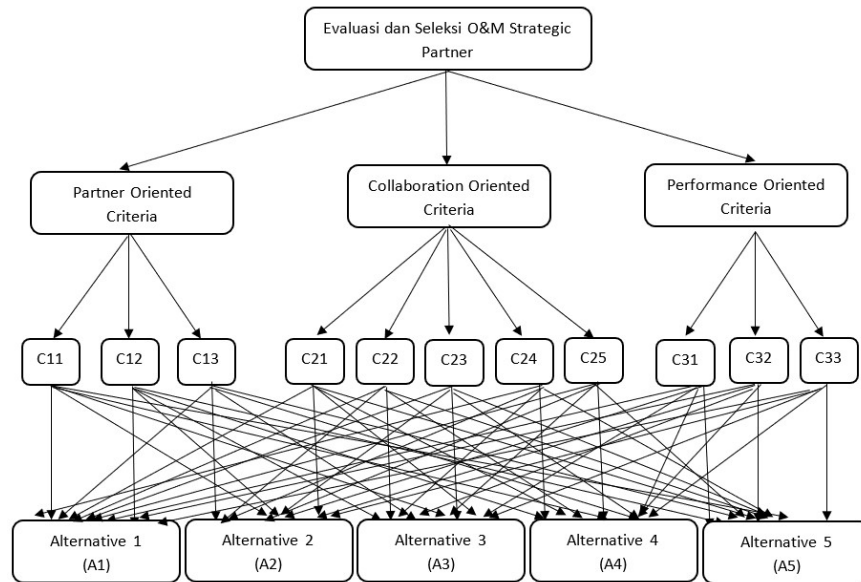 Evaluasi dan Seleksi O&M Strategic
Partner
Partner Oriented
Criteria
Collaboration Oriented
Criteria
Performance Oriented
Criteria
C11
C12
C13
C21
C22
C23
C24
C25
C31
C32
C33
Alternative 1
(A1)
Alternative 2
(A2)
Alternative 3
(A3)
Alternative 4
(A4)
Alternative 5
(A5)